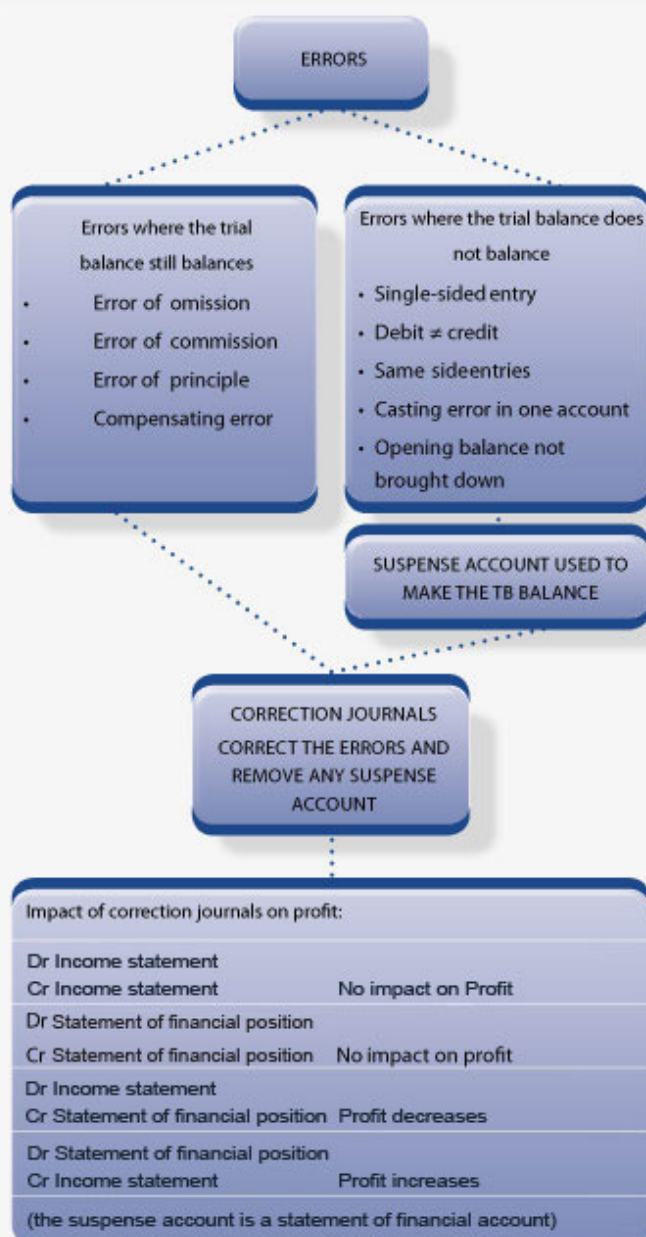 ERRORS
Errors where the trial
balance still balances
• Error of omission
• Error of commission
• Error of principle
• Compensating error
Errors where the trial balance does
not balance
• Single-sided entry
• Debit ≠ credit
• Same sideentries
• Casting error in one account
• Opening balance not
brought down
SUSPENSE ACCOUNT USED TO
MAKE THE TB BALANCE
CORRECTION JOURNALS
CORRECT THE ERRORS AND
REMOVE ANY SUSPENSE
ACCOUNT
Impact of correction journals on profit:
Dr Income statement
Cr Income statement No impact on Profit
Dr Statement of financial position
Cr Statement of financial position No impact on profit
Dr Income statement
Cr Statement of financial position Profit decreases
Dr Statement of financial position
Cr Income statement Profit increases
(the suspense account is a statement of financial account)